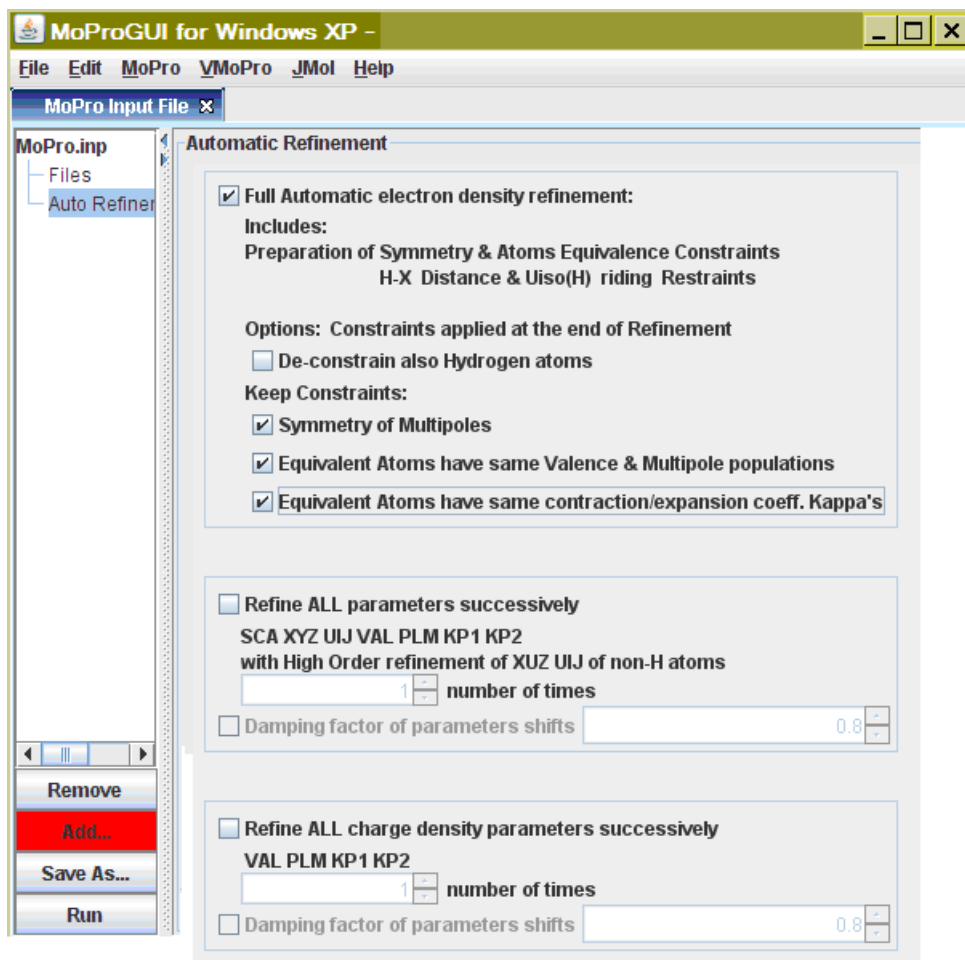 MoProGUI for Windows XP -
File Edit MoPro VMoPro JMol Help
MoPro Input File
MoPro.inp
Files
Auto Refiner
Automatic Refinement
Full Automatic electron density refinement:
Includes:
Preparation of Symmetry & Atoms Equivalence Constraints
H-X Distance & Uiso(H) riding Restraints
Options: Constraints applied at the end of Refinement
De-constrain also Hydrogen atoms
Keep Constraints:
Symmetry of Multipoles
Equivalent Atoms have same Valence & Multipole populations
Equivalent Atoms have same contraction/expansion coeff. Kappa's
Refine ALL parameters successively
SCA XYZ UIJ VAL PLM KP1 KP2
with High Order refinement of XUZ UIJ of non-H atoms
1 number of times
Damping factor of parameters shifts 0.8
Refine ALL charge density parameters successively
VAL PLM KP1 KP2
1 number of times
Damping factor of parameters shifts 0.8
Remove
Add...
Save As...
Run